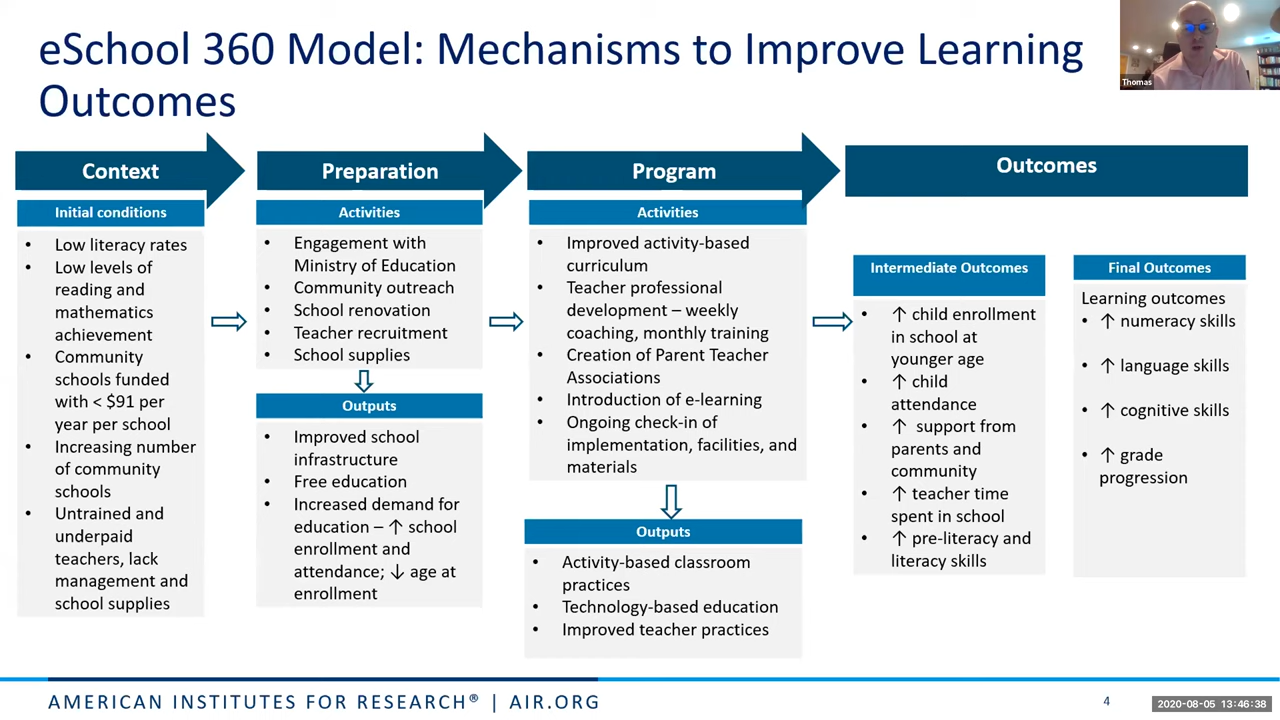 eSchool 360 Model: Mechanisms to Improve Learning
Outcomes
Thomas
Context
Initial conditions
• Low literacy rates
• Low levels of
reading and
mathematics
achievement
• Community
schools funded
with < $91 per
year per school
• Increasing number
of community
schools
• Untrained and
underpaid
teachers, lack
management and
school supplies
Preparation
Activities
• Engagement with
Ministry of Education
• Community outreach
• School renovation
• Teacher recruitment
• School supplies
Outputs
• Improved school
infrastructure
• Free education
• Increased demand for
education – ↑ school
enrollment and
attendance; ↓ age at
enrollment
Program
Activities
• Improved activity-based
curriculum
• Teacher professional
development – weekly
coaching, monthly training
• Creation of Parent Teacher
Associations
• Introduction of e-learning
• Ongoing check-in of
implementation, facilities, and
materials
Outputs
• Activity-based classroom
practices
• Technology-based education
• Improved teacher practices
Outcomes
Intermediate Outcomes
• ↑ child enrollment
in school at
younger age
• ↑ child
attendance
• ↑ support from
parents and
community
• ↑ teacher time
spent in school
• ↑ pre-literacy and
literacy skills
Final Outcomes
Learning outcomes
• ↑ numeracy skills
• ↑ language skills
• ↑ cognitive skills
• ↑ grade
progression
AMERICAN INSTITUTES FOR RESEARCH® | AIR.ORG
4
2020-08-05 13:46:38